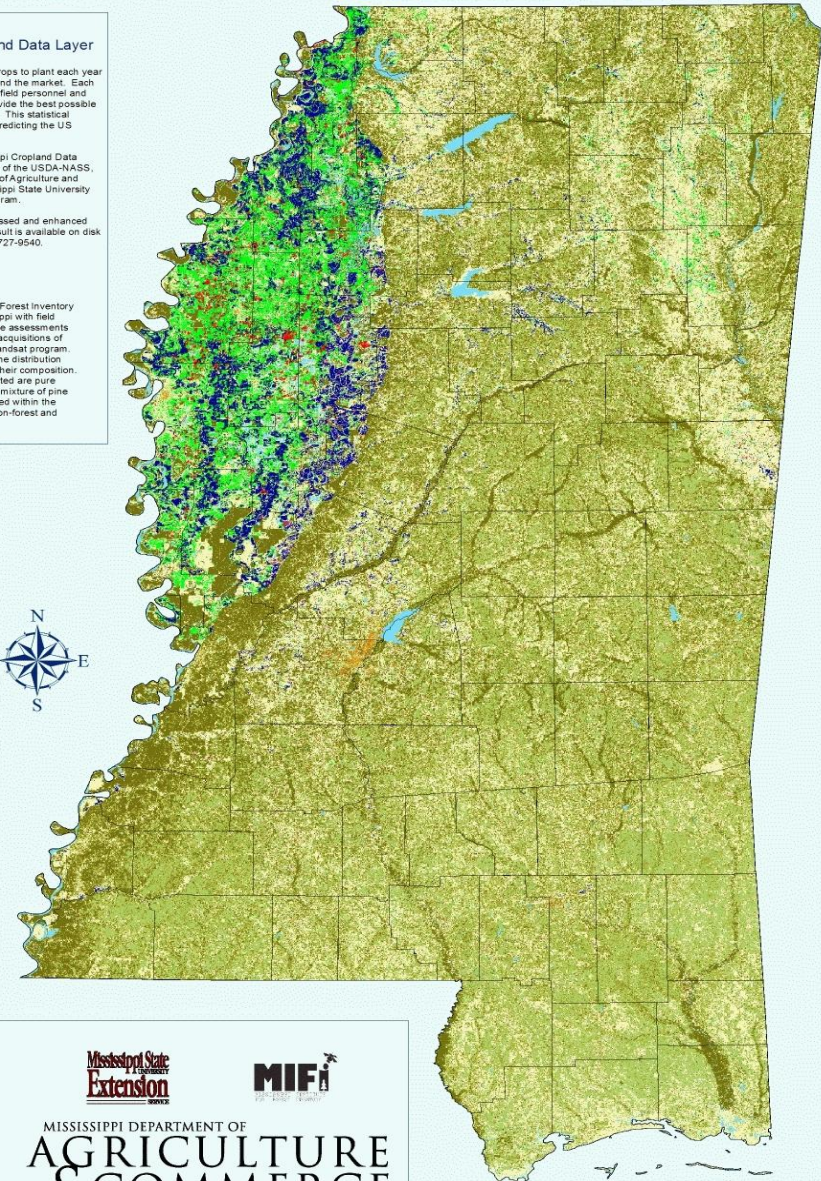 nd Data Layer
rops to plant each year
nd the market. Each
field personnel and
vide the best possible
This statistical
redicting the US
pi Cropland Data
of the USDA-NASS,
of Agriculture and
ippi State University
ram.
ssed and enhanced
sult is available on disk
727-9540.
Forest Inventory
ppi with field
e assessments
acquisitions of
andsat program.
ne distribution
heir composition.
ted are pure
mixture of pine
ed within the
on-forest and
N
E
S
Mississippi State
UNIVERSITY
Extension
SERVICE
MIFi
MISSISSIPPI DEPARTMENT OF
AGRICULTURE
& COMMERCE